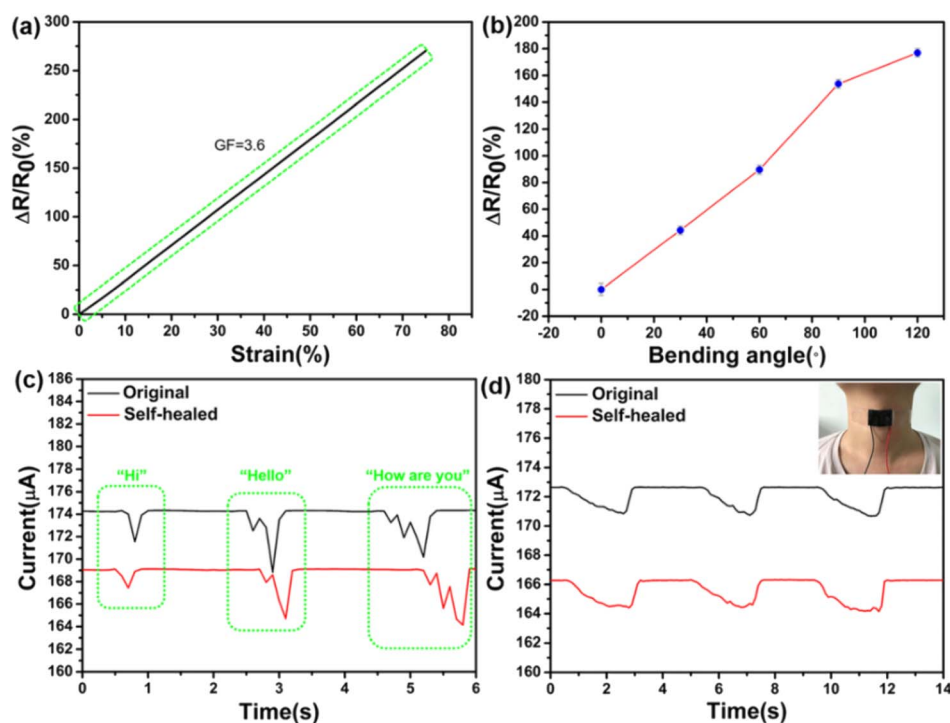 (a)
300
250
200
150
100
50
0
ΔR/R0(%)
GF=3.6
0 10 20 30 40 50 60 70 80
Strain(%)
(b)
200
180
160
140
120
100
80
60
40
20
0
-20
ΔR/R0(%)
-20 0 20 40 60 80 100 120
Bending angle(°)
(c)
186
184
182
180
178
176
174
172
170
168
166
164
162
160
Current(μA)
Original
Self-healed
“Hi” “Hello” “How are you”
0 1 2 3 4 5 6
Time(s)
(d)
180
178
176
174
172
170
168
166
164
162
160
Current(μA)
Original
Self-healed
0 2 4 6 8 10 12 14
Time(s)